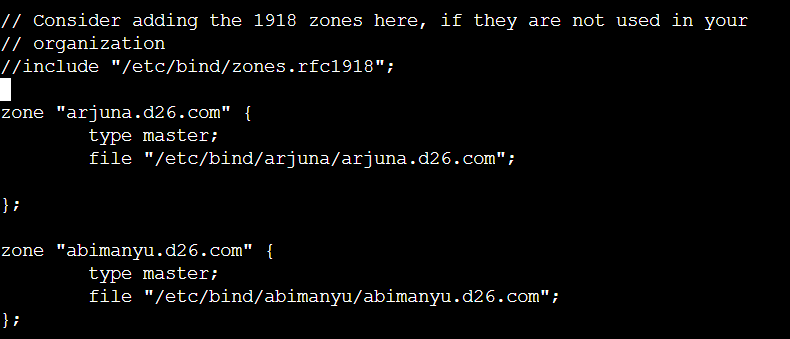 // Consider adding the 1918 zones here, if they are not used in your
// organization
//include "/etc/bind/zones.rfc1918";
zone "arjuna.d26.com" {
type master;
file "/etc/bind/arjuna/arjuna.d26.com";
};
zone "abimanyu.d26.com" {
type master;
file "/etc/bind/abimanyu/abimanyu.d26.com";
};